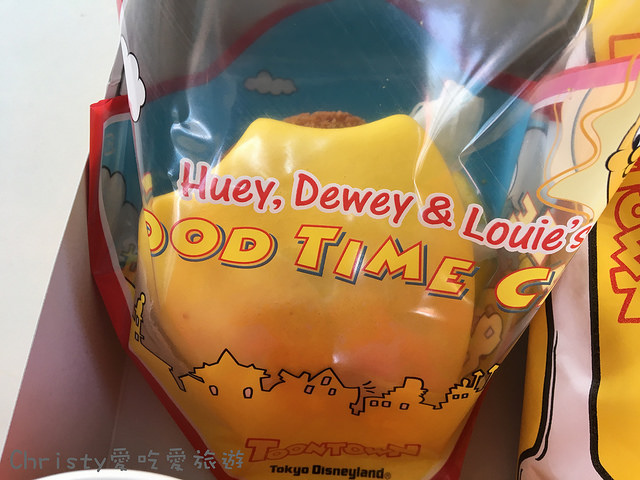 Huey, Dewey & Louie's
OOD TIME C
TOONTOWN
Tokyo Disneyland®
Christy愛吃愛旅遊